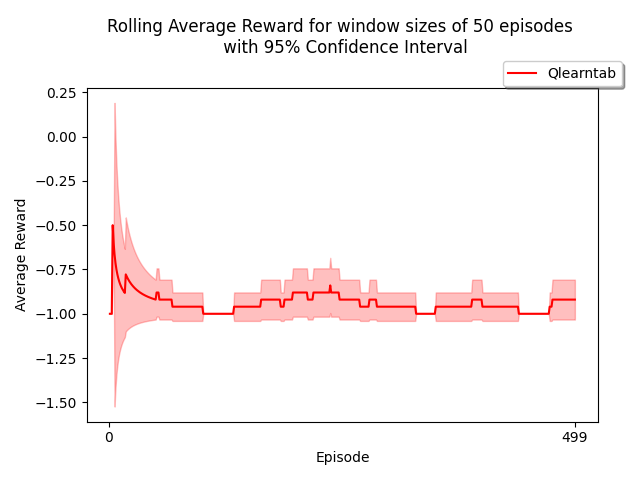 Rolling Average Reward for window sizes of 50 episodes
with 95% Confidence Interval
Qlearntab
0.25
0.00
−0.25
−0.50
−0.75
−1.00
−1.25
−1.50
Average Reward
0
499
Episode